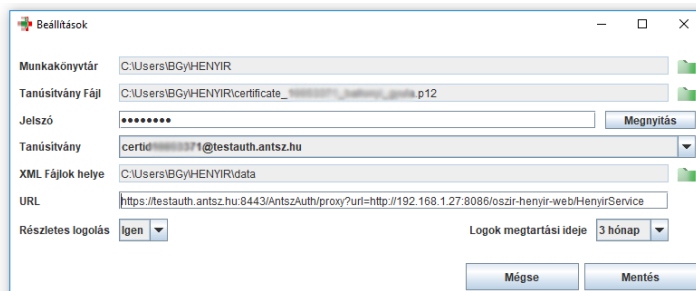 Beállítások
Munkakönyvtár C:\Users\BGy\HENYIR
Tanúsítvány Fájl C:\Users\BGy\HENYIR\certificate_ .p12
Jelszó ●●●●●●●● Megnyitás
Tanúsítvány certid @testauth.antsz.hu
XML Fájlok helye C:\Users\BGy\HENYIR\data
URL https://testauth.antsz.hu:8443/AntszAuth/proxy?url=http://192.168.1.27:8086/oszir-henyir-web/HenyirService
Részletes logolás Igen Logok megtartási ideje 3 hónap
Mégse Mentés